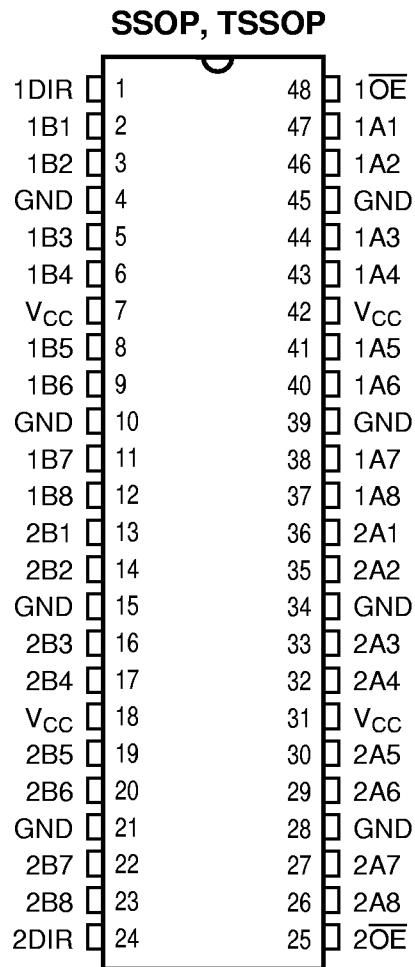 SSOP, TSSOP
1DIR 1 48 1O̅E̅
1B1 2 47 1A1
1B2 3 46 1A2
GND 4 45 GND
1B3 5 44 1A3
1B4 6 43 1A4
VCC 7 42 VCC
1B5 8 41 1A5
1B6 9 40 1A6
GND 10 39 GND
1B7 11 38 1A7
1B8 12 37 1A8
2B1 13 36 2A1
2B2 14 35 2A2
GND 15 34 GND
2B3 16 33 2A3
2B4 17 32 2A4
VCC 18 31 VCC
2B5 19 30 2A5
2B6 20 29 2A6
GND 21 28 GND
2B7 22 27 2A7
2B8 23 26 2A8
2DIR 24 25 2O̅E̅